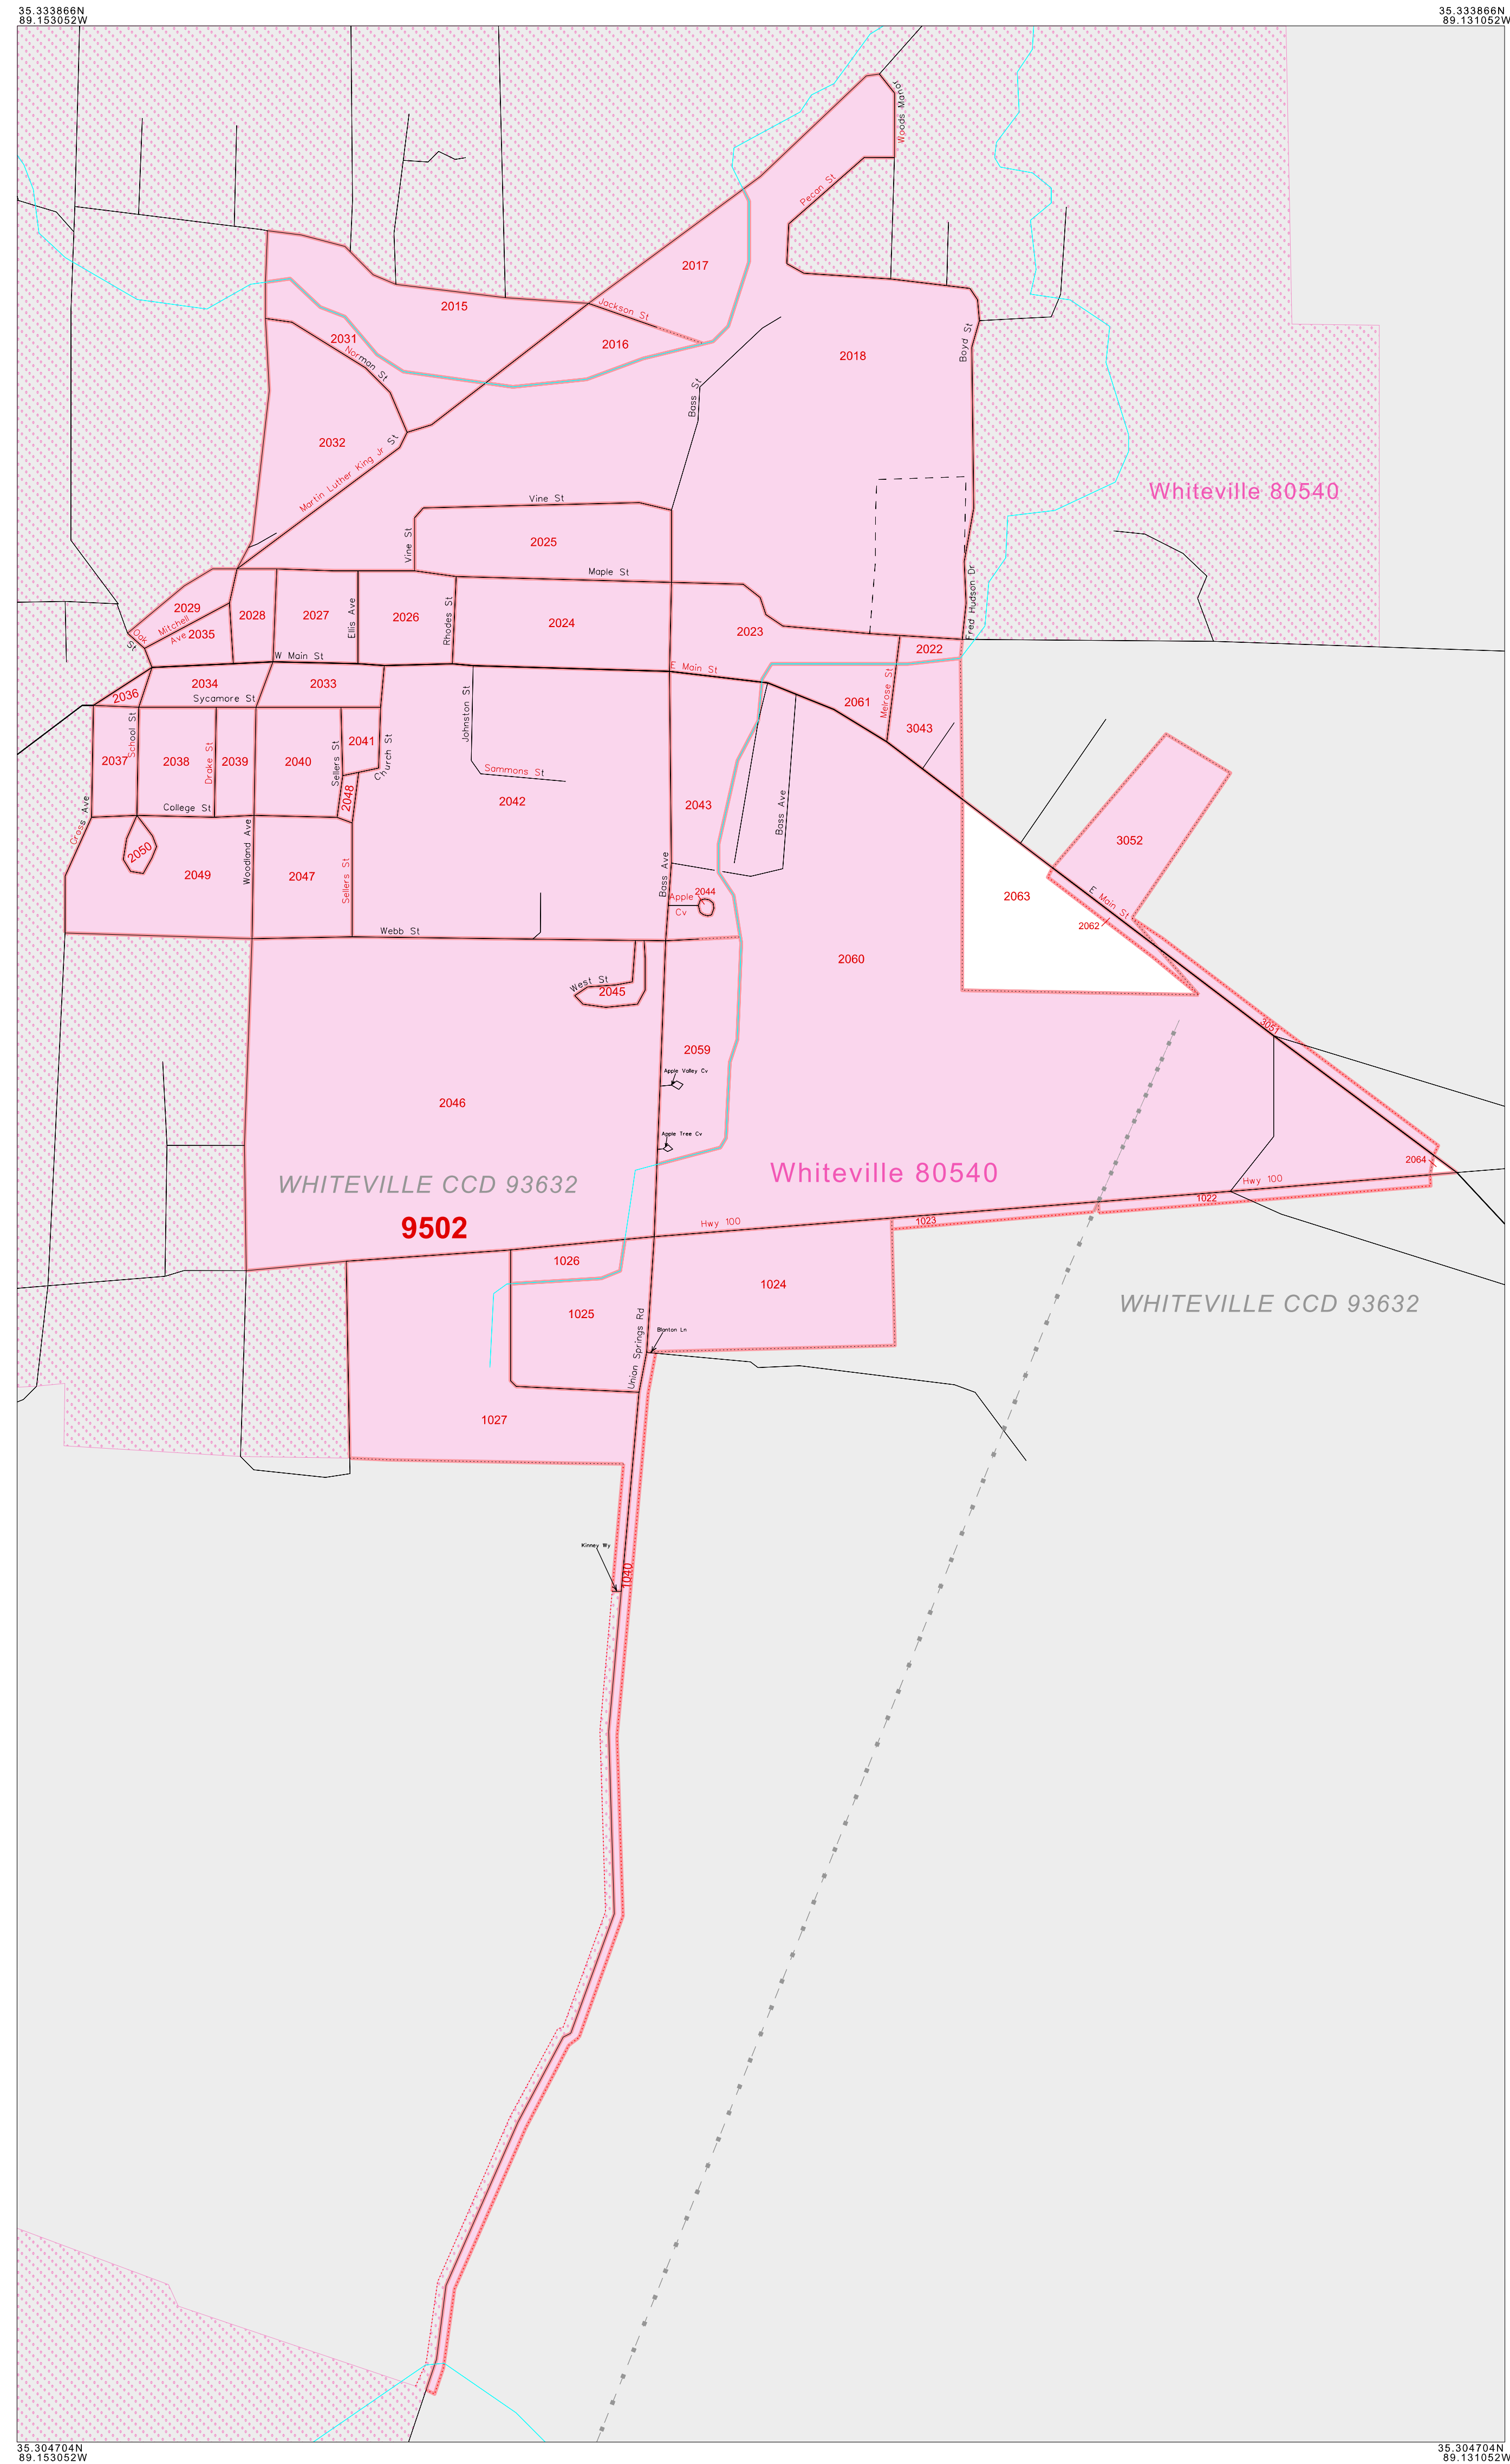 35.333866N
89.153052W
35.333866N
89.131052W
Woods Man
Pecan St
2017
2015
Jackson St
2016
2031
Norman St
2018
Boyd St
Bass St
2032
Martin Luther King Jr St
Whiteville 80540
Vine St
Vine St
2025
Maple St
Fred Hudson Dr
2029
2028
2027
Ellis Ave
2026
Rhodes St
2024
2023
Oak St
Mitchell Ave
2035
2022
W Main St
E Main St
2036
2034
2033
Sycamore St
Melrose St
2061
3043
School St
Johnston St
2037
2038
Drake St
2039
2040
Sellers St
2041
Church St
Sammons St
2042
2048
2043
Bass Ave
College St
Gross Ave
3052
2050
Woodland Ave
2049
2047
Sellers St
Bass Ave
Apple Cv
2044
2063
E Main St
2062
Webb St
2060
West St
2045
3051
2059
Apple Valley Cv
2046
Apple Tree Cv
2064
WHITEVILLE CCD 93632
Whiteville 80540
Hwy 100
1022
9502
Hwy 100
1023
1026
1024
WHITEVILLE CCD 93632
1025
Union Springs Rd
Blanton Ln
1027
Kinney Wy
1040
35.304704N
89.153052W
35.304704N
89.131052W